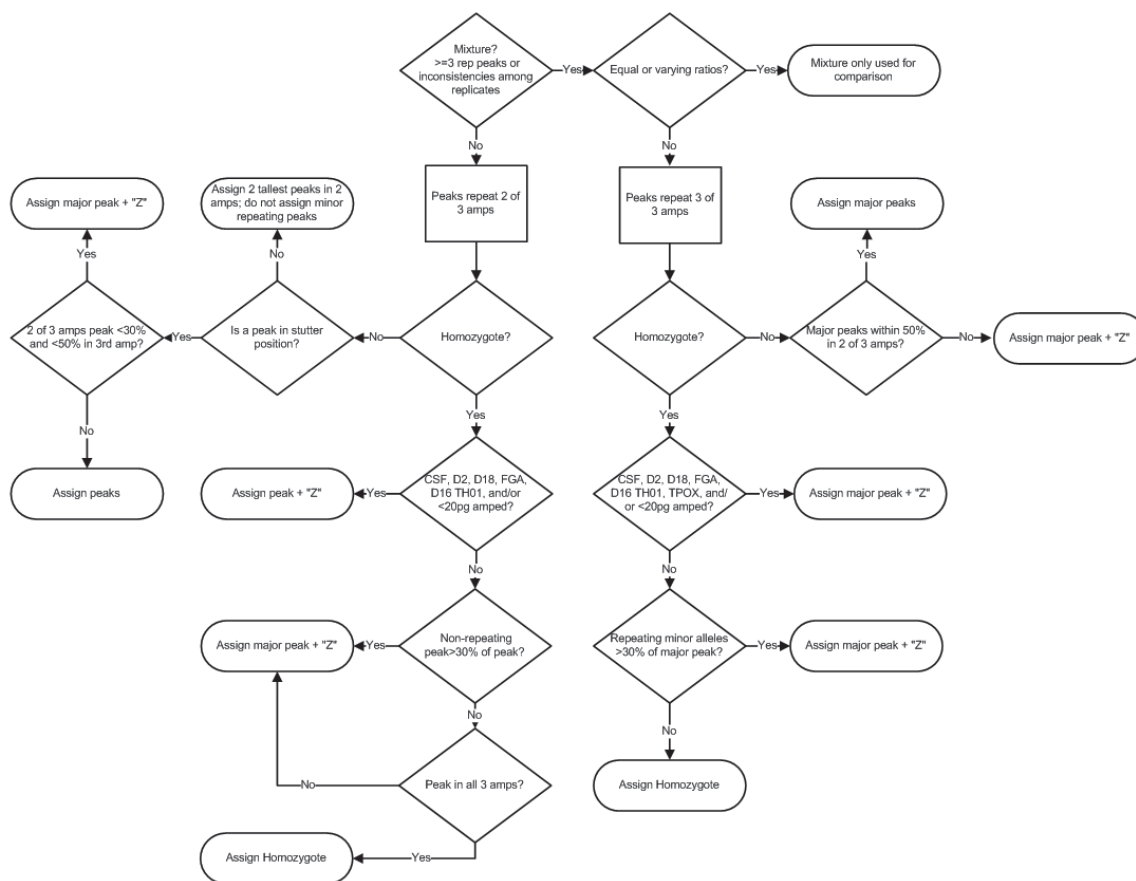 Mixture?
>=3 rep peaks or
inconsistencies among
replicates
Yes
Equal or varying ratios?
Yes
Mixture only used for
comparison
No
No
Peaks repeat 2 of
3 amps
Peaks repeat 3 of
3 amps
Assign major peak + "Z"
Assign 2 tallest peaks in 2
amps; do not assign minor
repeating peaks
Assign major peaks
Yes
No
Yes
2 of 3 amps peak <30%
and <50% in 3rd amp?
Yes
Is a peak in stutter
position?
No
Homozygote?
Homozygote?
No
Major peaks within 50%
in 2 of 3 amps?
No
Assign major peak + "Z"
No
Yes
Yes
Assign peaks
Assign peak + "Z"
Yes
CSF, D2, D18, FGA,
D16 TH01, and/or
<20pg amped?
CSF, D2, D18, FGA,
D16 TH01, TPOX, and/
or <20pg amped?
Yes
Assign major peak + "Z"
No
No
Assign major peak + "Z"
Yes
Non-repeating
peak>30% of peak?
Repeating minor alleles
>30% of major peak?
Yes
Assign major peak + "Z"
No
No
No
Peak in all 3 amps?
Assign Homozygote
Assign Homozygote
Yes